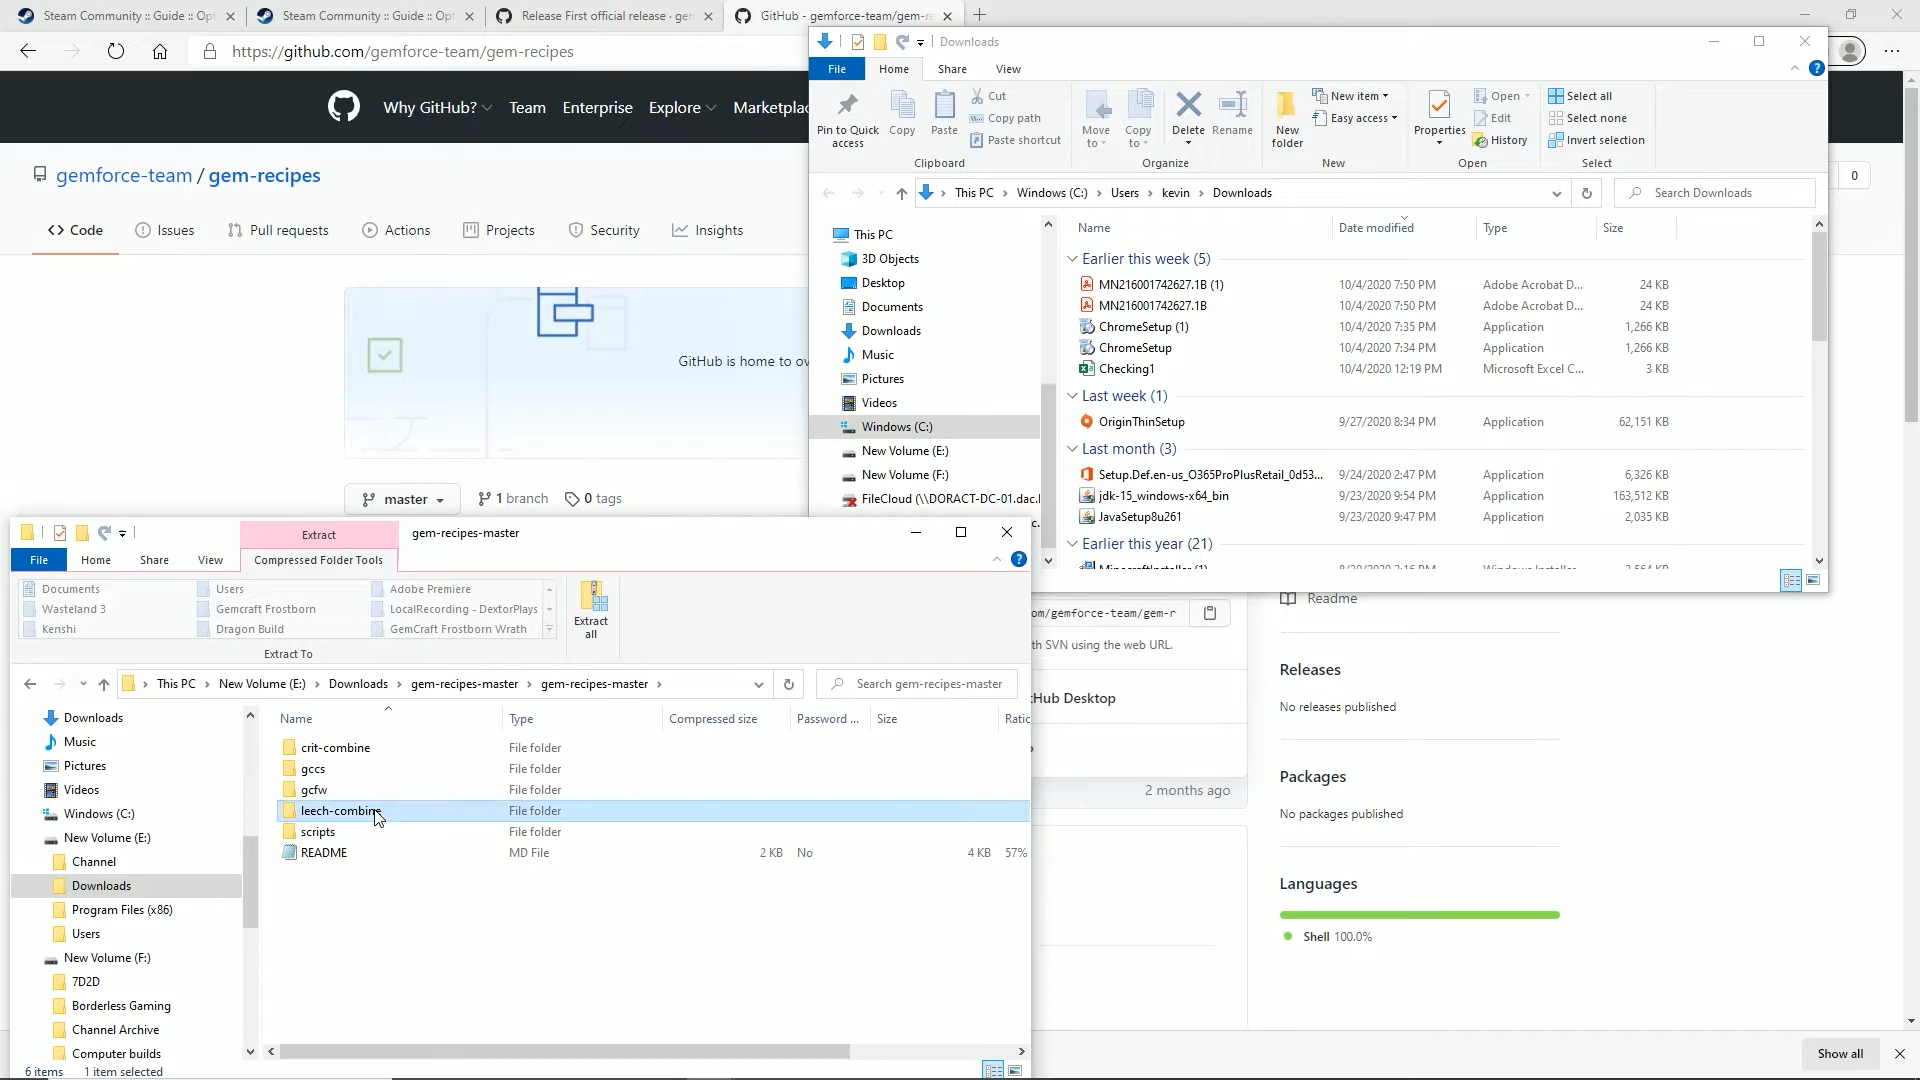 Steam Community :: Guide :: Opt
Steam Community :: Guide :: Opt
Release First official release · ger
GitHub - gemforce-team/gem-re
https://github.com/gemforce-team/gem-recipes
Why GitHub?
Team
Enterprise
Explore
Marketplac
gemforce-team / gem-recipes
0
Code
Issues
Pull requests
Actions
Projects
Security
Insights
GitHub is home to ov
master
1 branch
0 tags
Downloads
File
Home
Share
View
Pin to Quick access
Copy
Paste
Cut
Copy path
Paste shortcut
Clipboard
Move to
Copy to
Delete
Rename
Organize
New folder
New item
Easy access
New
Properties
Open
Edit
History
Open
Select all
Select none
Invert selection
Select
This PC
Windows (C:)
Users
kevin
Downloads
Search Downloads
This PC
3D Objects
Desktop
Documents
Downloads
Music
Pictures
Videos
Windows (C:)
New Volume (E:)
New Volume (F:)
FileCloud (\\DORACT-DC-01.dac.l
c.
Name Date modified Type Size
Earlier this week (5)
MN216001742627.1B (1) 10/4/2020 7:50 PM Adobe Acrobat D... 24 KB
MN216001742627.1B 10/4/2020 7:50 PM Adobe Acrobat D... 24 KB
ChromeSetup (1) 10/4/2020 7:35 PM Application 1,266 KB
ChromeSetup 10/4/2020 7:34 PM Application 1,266 KB
Checking1 10/4/2020 12:19 PM Microsoft Excel C... 3 KB
Last week (1)
OriginThinSetup 9/27/2020 8:34 PM Application 62,151 KB
Last month (3)
Setup.Def.en-us_O365ProPlusRetail_0d53... 9/24/2020 2:47 PM Application 6,326 KB
jdk-15_windows-x64_bin 9/23/2020 9:54 PM Application 163,512 KB
JavaSetup8u261 9/23/2020 9:47 PM Application 2,035 KB
Earlier this year (21)
Extract
gem-recipes-master
File
Home
Share
View
Compressed Folder Tools
Documents
Users
Adobe Premiere
Wasteland 3
Gemcraft Frostborn
LocalRecording - DextorPlays
Kenshi
Dragon Build
GemCraft Frostborn Wrath
Extract To
Extract all
This PC
New Volume (E:)
Downloads
gem-recipes-master
gem-recipes-master
Search gem-recipes-master
Downloads
Music
Pictures
Videos
Windows (C:)
New Volume (E:)
Channel
Downloads
Program Files (x86)
Users
New Volume (F:)
7D2D
Borderless Gaming
Channel Archive
Computer builds
Name Type Compressed size Password ... Size Ratic
crit-combine File folder
gccs File folder
gcfw File folder
leech-combine File folder
scripts File folder
README MD File 2 KB No 4 KB 57%
6 items
1 item selected
om/gemforce-team/gem-r
th SVN using the web URL.
tHub Desktop
2 months ago
Readme
Releases
No releases published
Packages
No packages published
Languages
Shell 100.0%
Show all